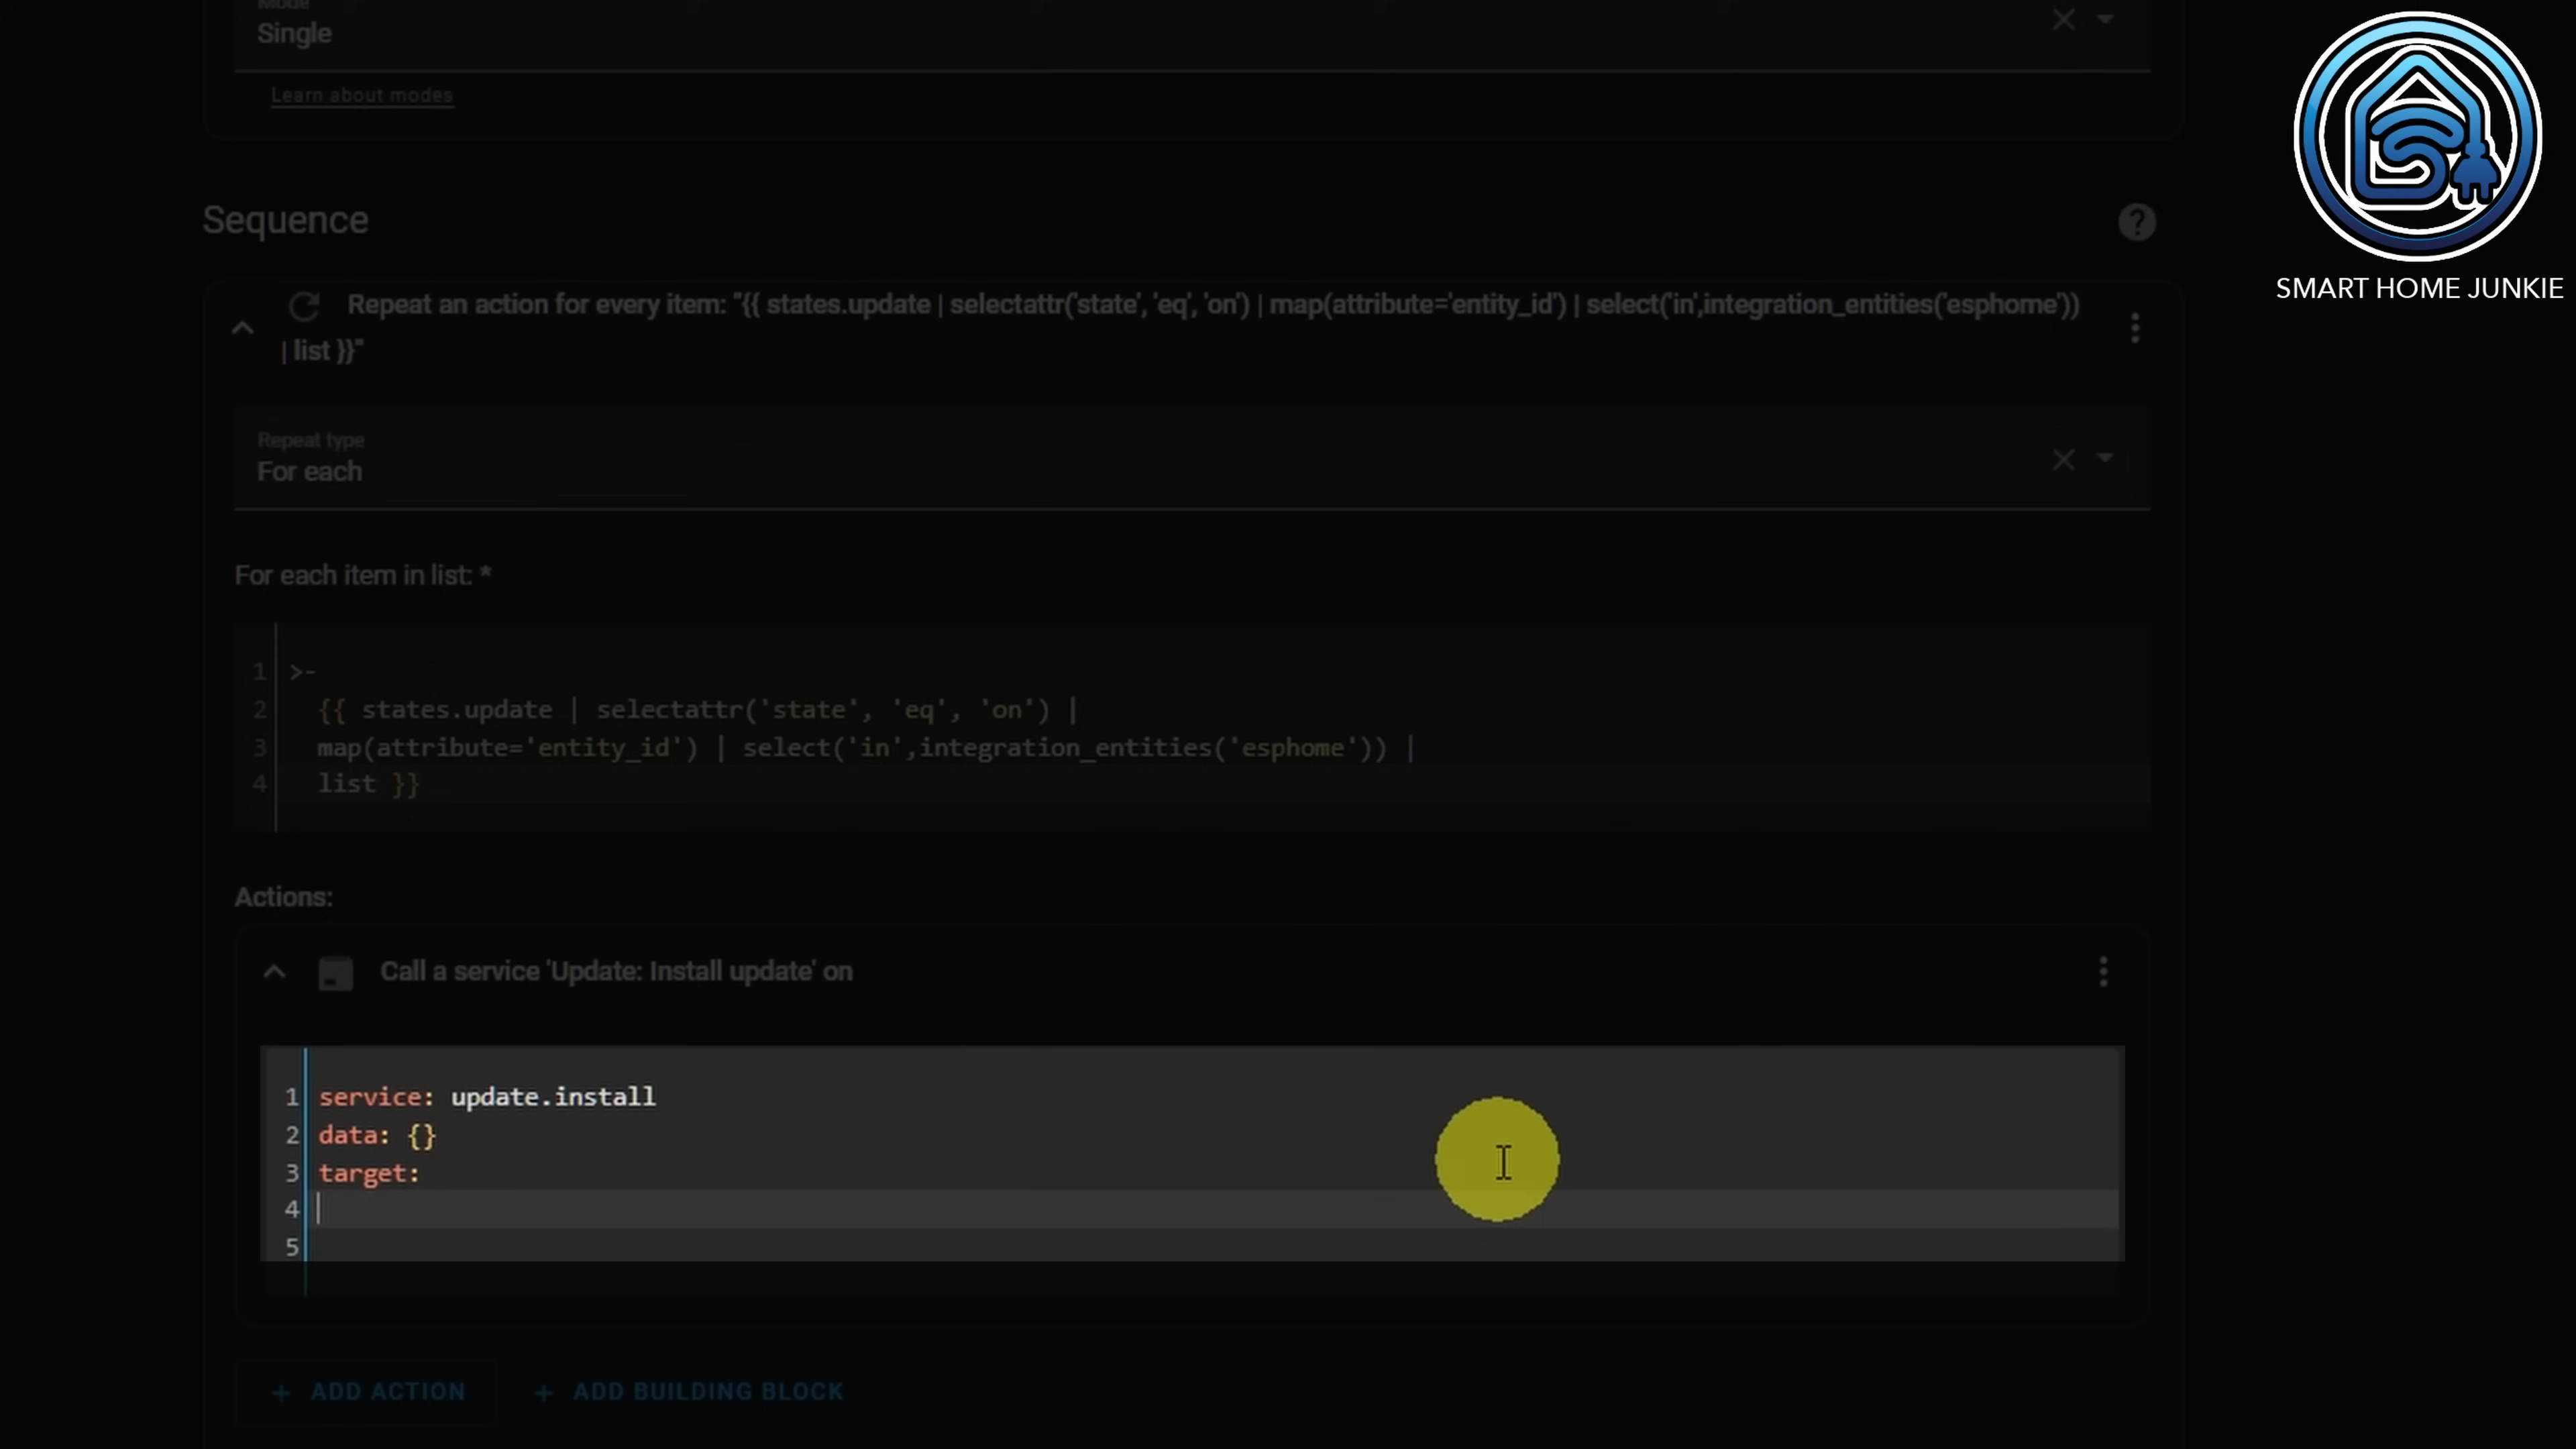 Mode
Single
Learn about modes
SMART HOME JUNKIE
Sequence
Repeat an action for every item: "{{ states.update | selectattr('state', 'eq', 'on') | map(attribute='entity_id') | select('in',integration_entities('esphome'))
| list }}"
Repeat type
For each
For each item in list: *
1 >-
2 {{ states.update | selectattr('state', 'eq', 'on') |
3 map(attribute='entity_id') | select('in',integration_entities('esphome')) |
4 list }}
Actions:
Call a service 'Update: Install update' on
1 service: update.install
2 data: {}
3 target:
4
5
+ ADD ACTION + ADD BUILDING BLOCK